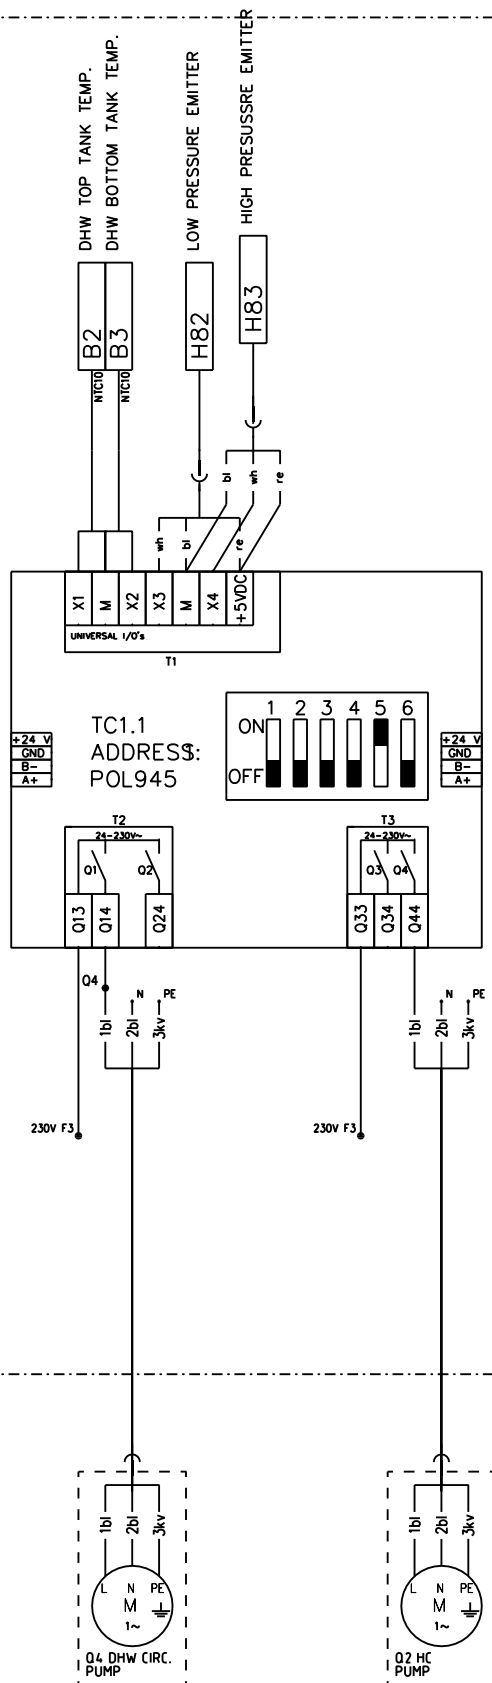 DHW TOP TANK TEMP.
DHW BOTTOM TANK TEMP.
LOW PRESSURE EMITTER
HIGH PRESUSSRE EMITTER
B2
B3
H82
H83
NTC10
NTC10
bl
wh
re
wh
bl
re
X1
M
X2
X3
M
X4
+5VDC
UNIVERSAL I/O's
T1
TC1.1
ADDRESS:
POL945
1 2 3 4 5 6
ON
OFF
+24 V
GND
B-
A+
+24 V
GND
B-
A+
T2
24-230V~
Q1
Q2
Q13
Q14
Q24
T3
24-230V~
Q3
Q4
Q33
Q34
Q44
Q4
N
PE
1bl
2bl
3kv
N
PE
1bl
2bl
3kv
230V F3
230V F3
1bl
2bl
3kv
L N PE
M
1~
Q4 DHW CIRC.
PUMP
1bl
2bl
3kv
L N PE
M
1~
Q2 HC
PUMP